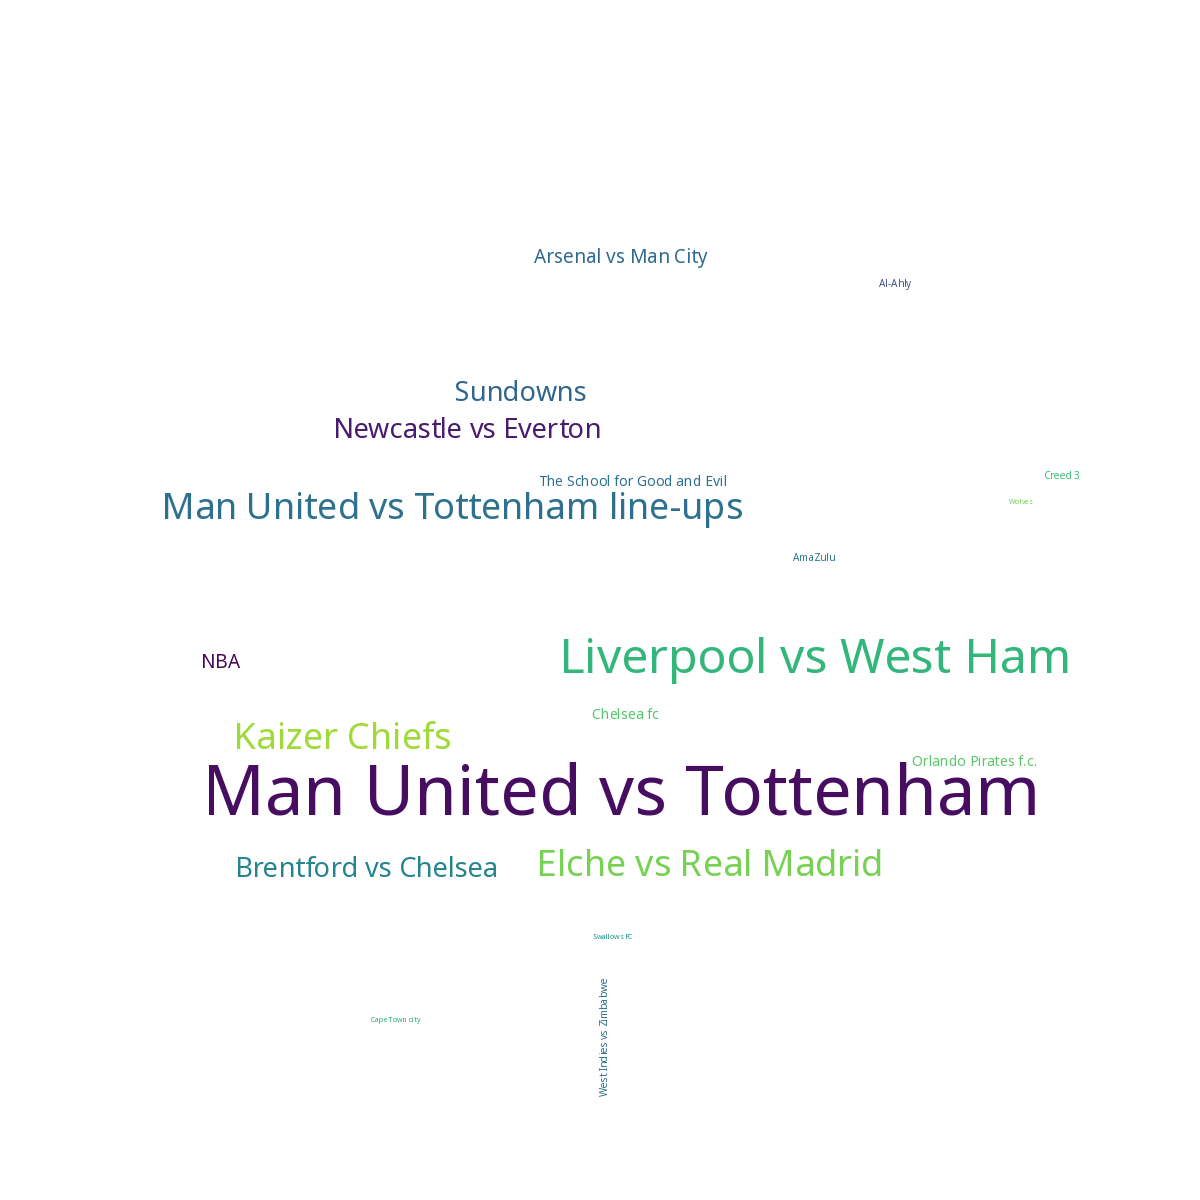 Arsenal vs Man City
Al-Ahly
Sundowns
Newcastle vs Everton
Creed 3
The School for Good and Evil
Wolves
Man United vs Tottenham line-ups
AmaZulu
Liverpool vs West Ham
NBA
Chelsea fc
Kaizer Chiefs
Orlando Pirates f.c.
Man United vs Tottenham
Elche vs Real Madrid
Brentford vs Chelsea
Swallows FC
Cape Town city
West Indies vs Zimbabwe